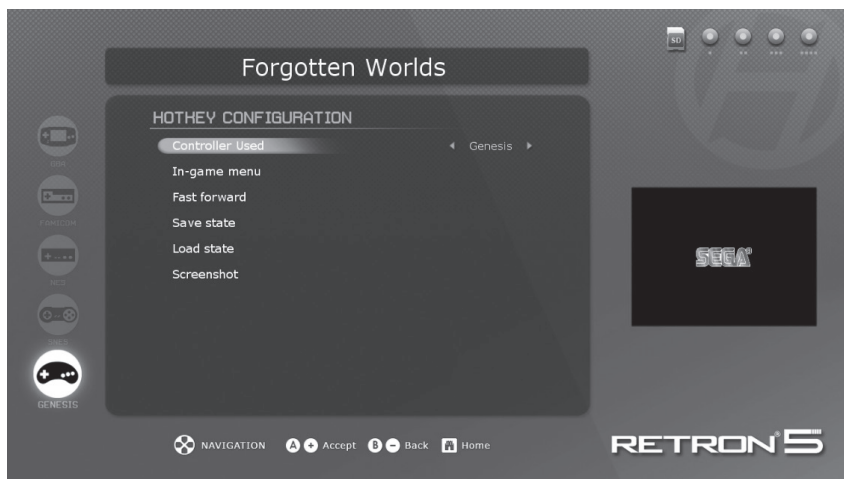 SD
Forgotten Worlds
HOTKEY CONFIGURATION
Controller Used
Genesis
In-game menu
Fast forward
Save state
Load state
Screenshot
GBA
FAMICOM
NES
SNES
GENESIS
SEGA®
NAVIGATION A + Accept B - Back Home
RETRON® 5